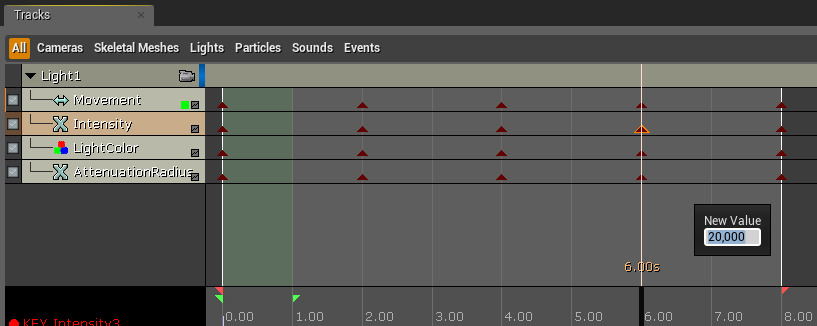 Tracks
All Cameras Skeletal Meshes Lights Particles Sounds Events
Light1
Movement
Intensity
LightColor
AttenuationRadius
New Value
20,000
6.00s
0.00 1.00 2.00 3.00 4.00 5.00 6.00 7.00 8.00
KEY Intensity3